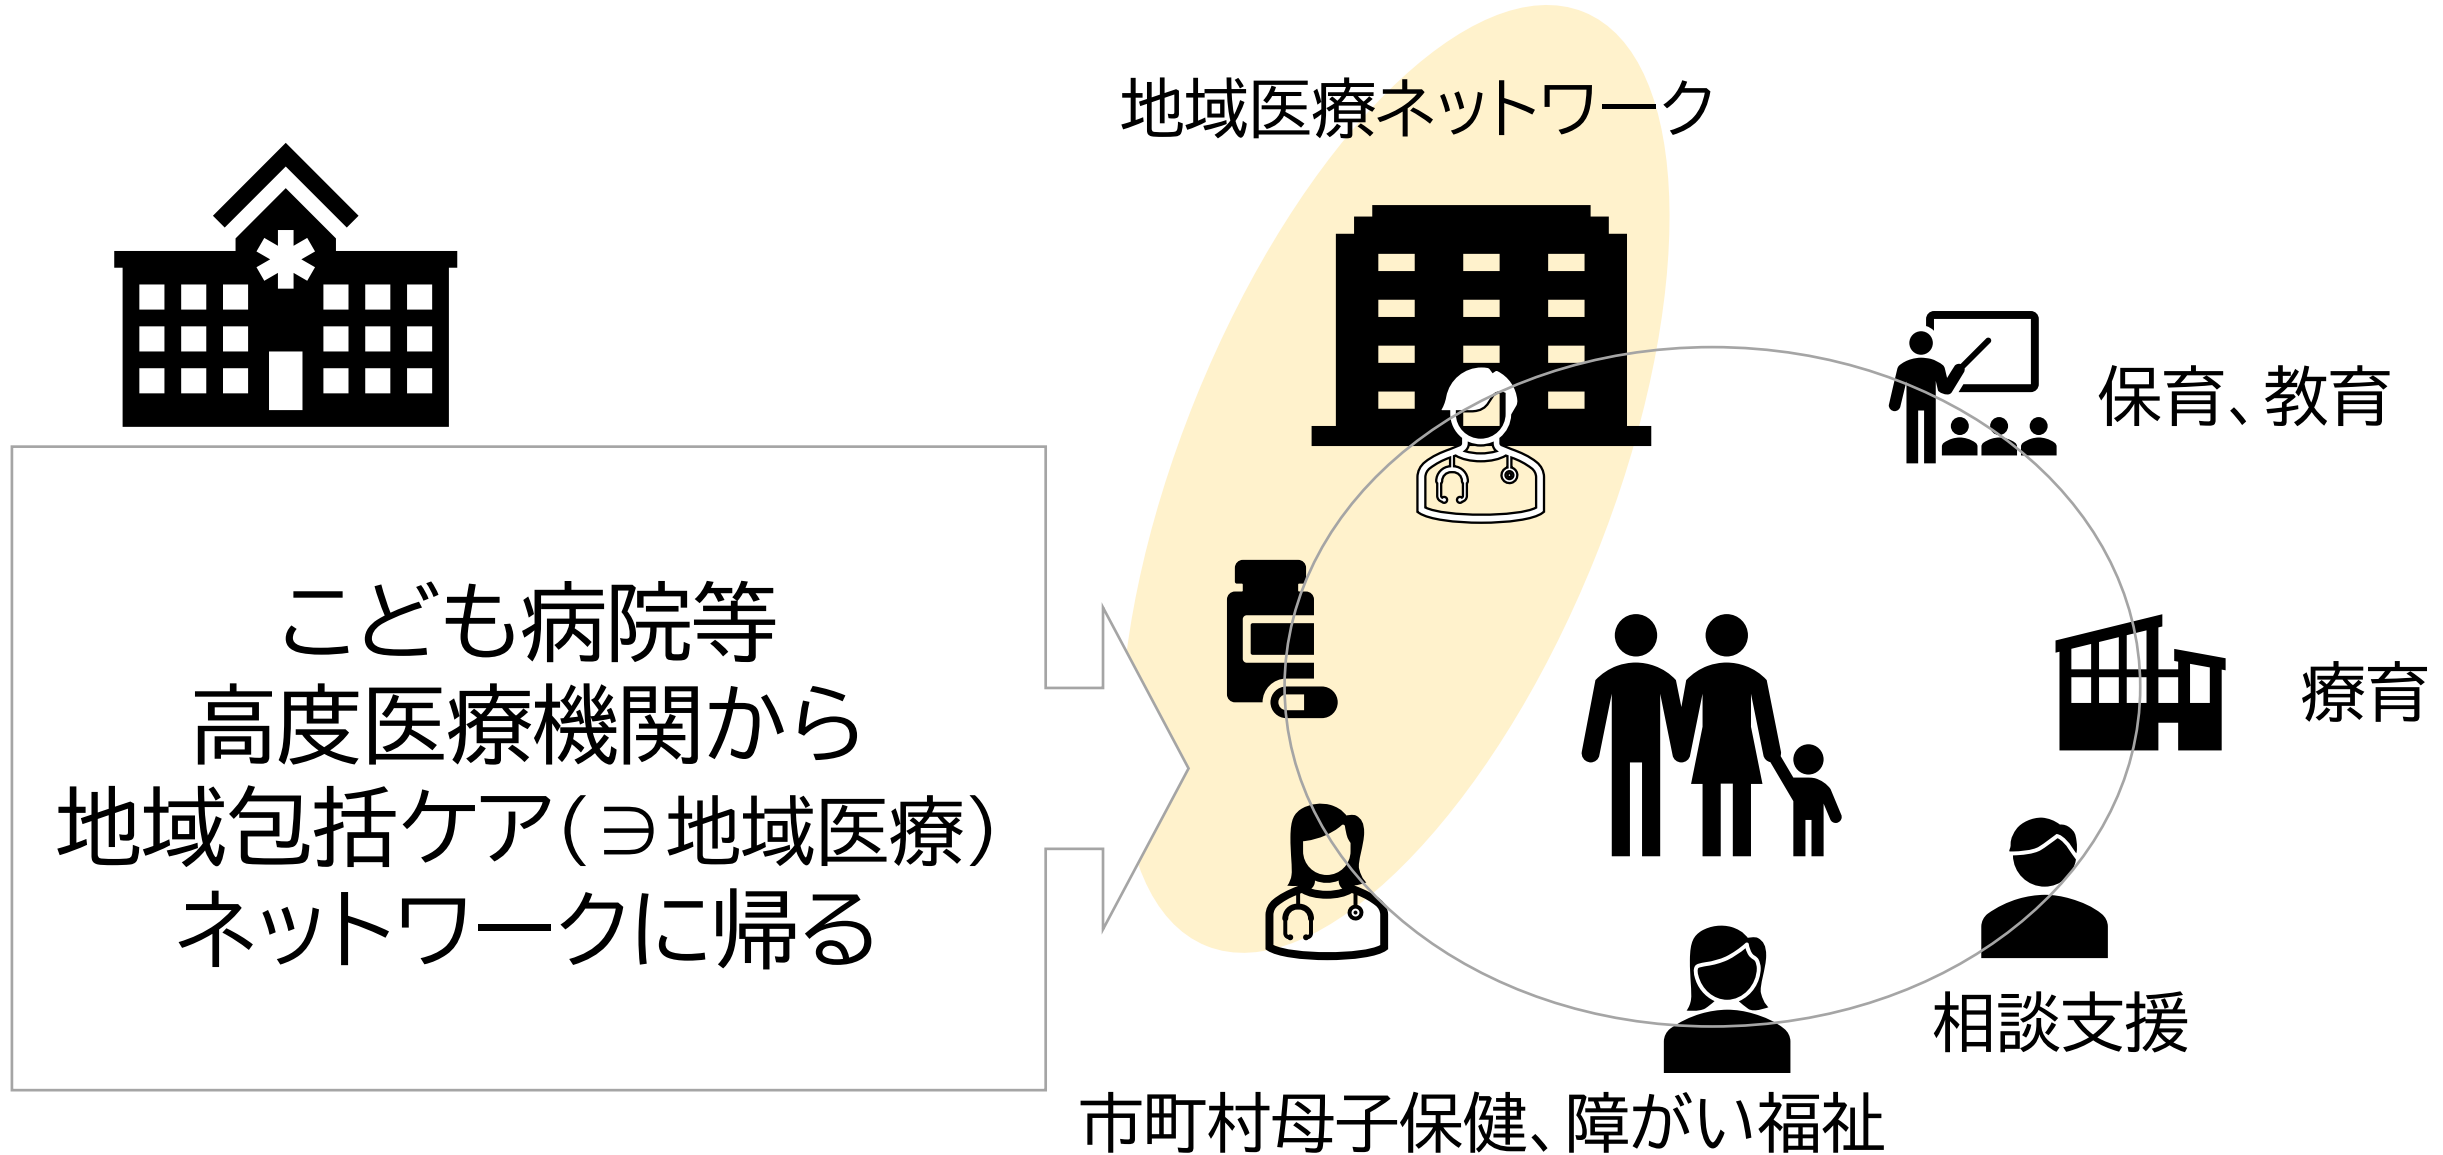 地域医療ネットワーク
保育、教育
こども病院等
高度医療機関から
地域包括ケア(∋地域医療)
ネットワークに帰る
療育
相談支援
市町村母子保健、障がい福祉